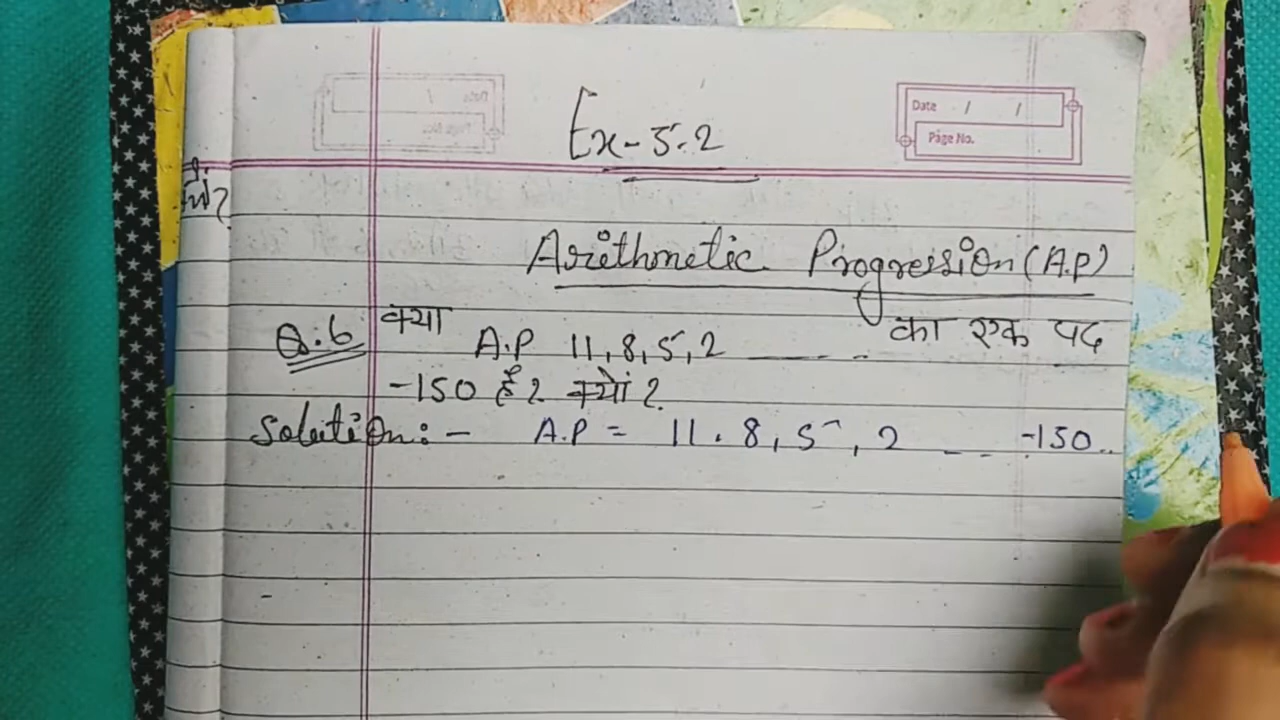 Ex-5.2
Date / /
Page No.
Arithmetic Progression (A.P)
Q.6 क्या A.P 11, 8, 5, 2 ---- का एक पद
-150 है? क्यों?
Solution:- A.P = 11. 8, 5, 2 --- -150..